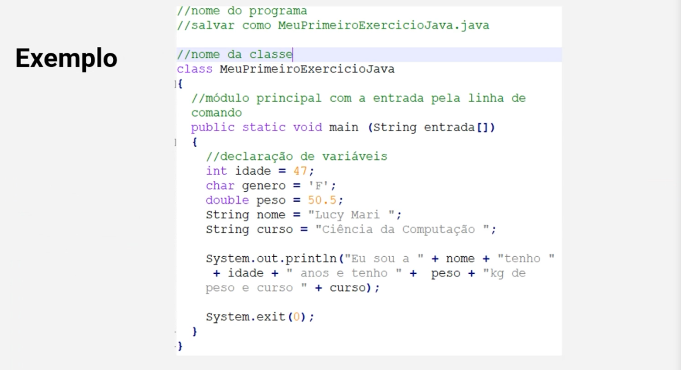 Exemplo
//nome do programa
//salvar como MeuPrimeiroExercicioJava.java
//nome da classe
class MeuPrimeiroExercicioJava
{
//módulo principal com a entrada pela linha de
comando
public static void main (String entrada[])
{
//declaração de variáveis
int idade = 47;
char genero = 'F';
double peso = 50.5;
String nome = "Lucy Mari ";
String curso = "Ciência da Computação ";
System.out.println("Eu sou a " + nome + "tenho "
+ idade + " anos e tenho " +  peso + "kg de
peso e curso " + curso);
System.exit(0);
}
}